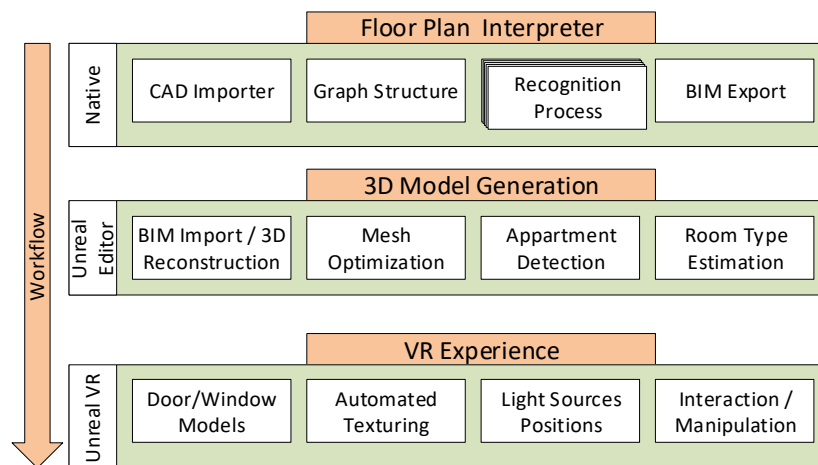 Floor Plan Interpreter
Native
CAD Importer
Graph Structure
Recognition
Process
BIM Export
Workflow
3D Model Generation
Unreal
Editor
BIM Import / 3D
Reconstruction
Mesh
Optimization
Appartment
Detection
Room Type
Estimation
VR Experience
Unreal VR
Door/Window
Models
Automated
Texturing
Light Sources
Positions
Interaction /
Manipulation